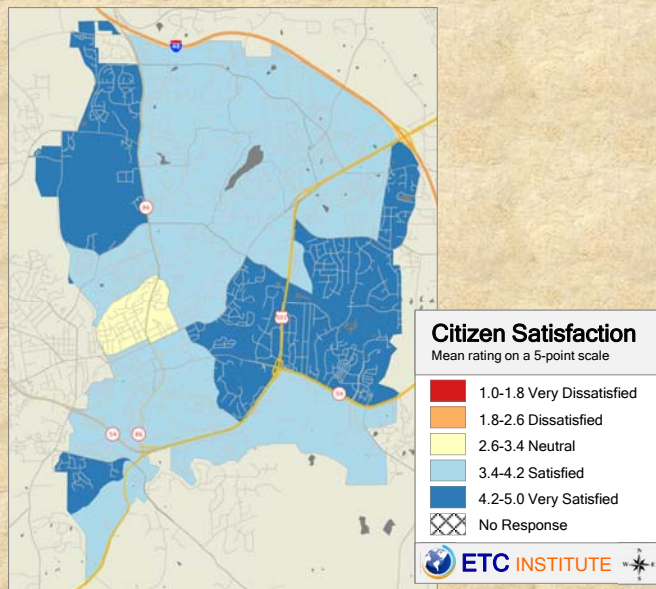 40
86
501
54
54
86
Citizen Satisfaction
Mean rating on a 5-point scale
1.0-1.8 Very Dissatisfied
1.8-2.6 Dissatisfied
2.6-3.4 Neutral
3.4-4.2 Satisfied
4.2-5.0 Very Satisfied
No Response
ETC INSTITUTE
N
W E
S